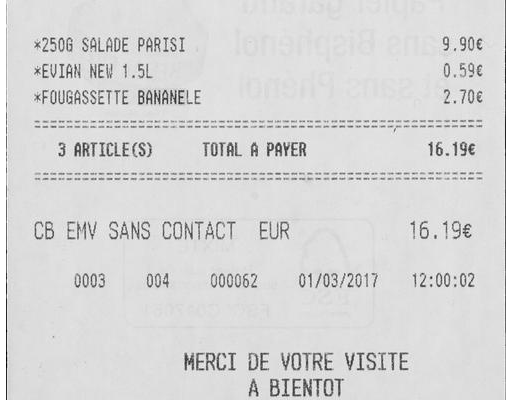 *250G SALADE PARISI 9.90€
*EVIAN NEW 1.5L 0.59€
*FOUGASSETTE BANANELE 2.70€
3 ARTICLE(S) TOTAL A PAYER 16.19€
CB EMV SANS CONTACT EUR 16.19€
0003 004 000062 01/03/2017 12:00:02
MERCI DE VOTRE VISITE
A BIENTOT